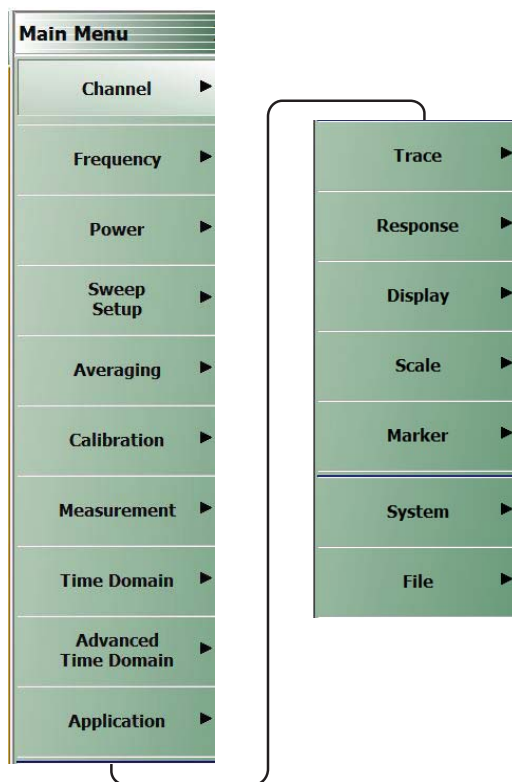 Main Menu
Channel
Frequency
Power
Sweep
Setup
Averaging
Calibration
Measurement
Time Domain
Advanced
Time Domain
Application
Trace
Response
Display
Scale
Marker
System
File